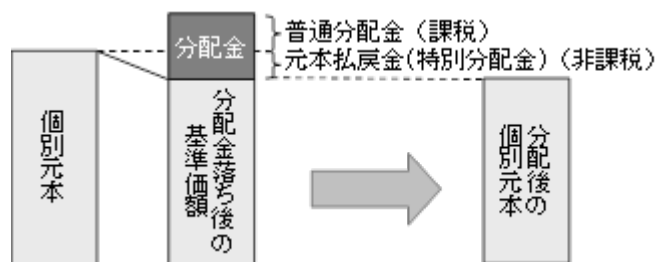 分配金
普通分配金（課税）
元本払戻金(特別分配金)（非課税）
個別元本
分配金落ち後の
基準価額
分配後の
個別元本